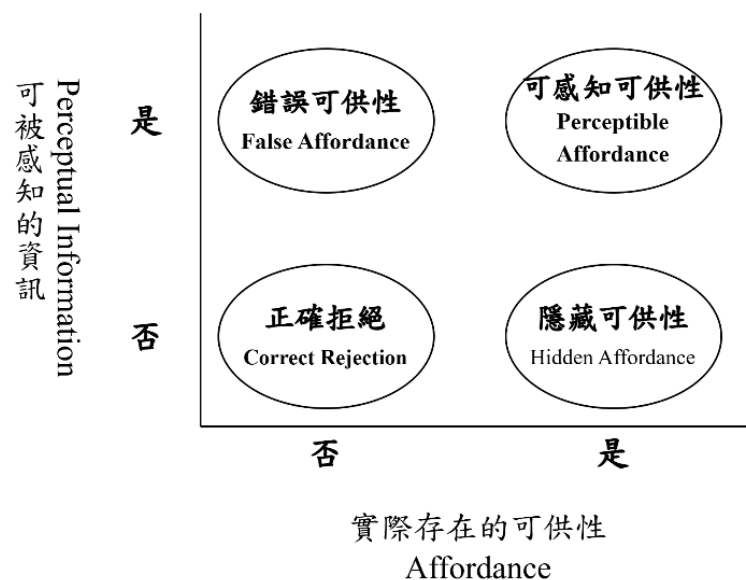 可被感知的資訊
Perceptual Information
是
錯誤可供性
False Affordance
可感知可供性
Perceptible
Affordance
否
正確拒絕
Correct Rejection
隱藏可供性
Hidden Affordance
否
是
實際存在的可供性
Affordance